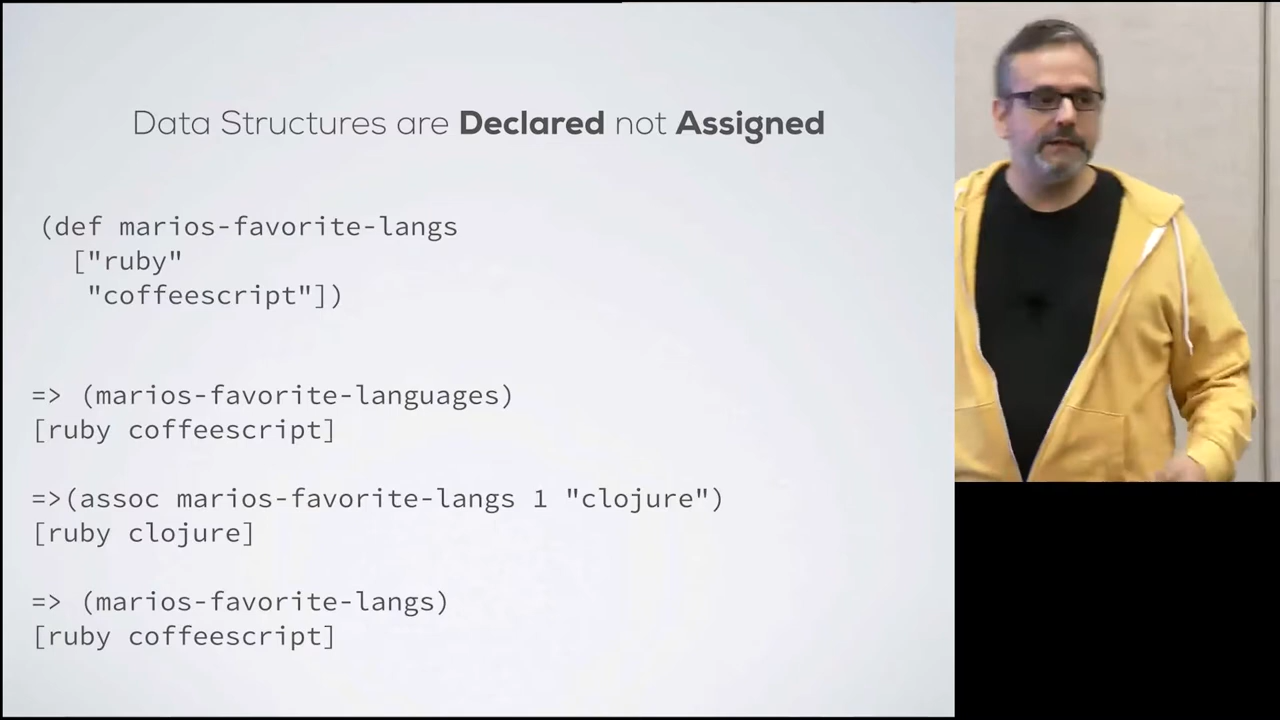 Data Structures are Declared not Assigned
(def marios-favorite-langs
["ruby"
"coffeescript"])
=> (marios-favorite-languages)
[ruby coffeescript]
=>(assoc marios-favorite-langs 1 "clojure")
[ruby clojure]
=> (marios-favorite-langs)
[ruby coffeescript]